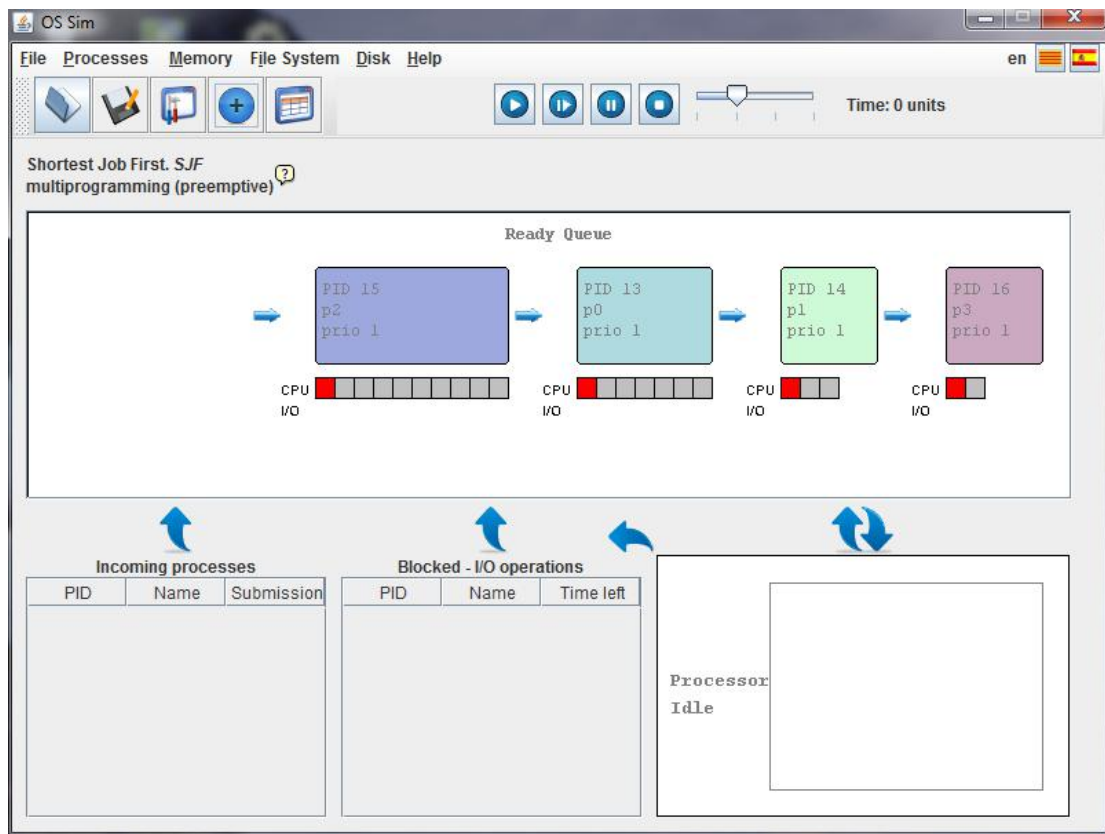 OS Sim
File Processes Memory File System Disk Help en
Time: 0 units
Shortest Job First. SJF
multiprogramming (preemptive) ?
Ready Queue
PID 15
p2
prio 1
CPU
I/O
PID 13
p0
prio 1
CPU
I/O
PID 14
p1
prio 1
CPU
I/O
PID 16
p3
prio 1
CPU
I/O
Incoming processes
PID Name Submission
Blocked - I/O operations
PID Name Time left
Processor
Idle